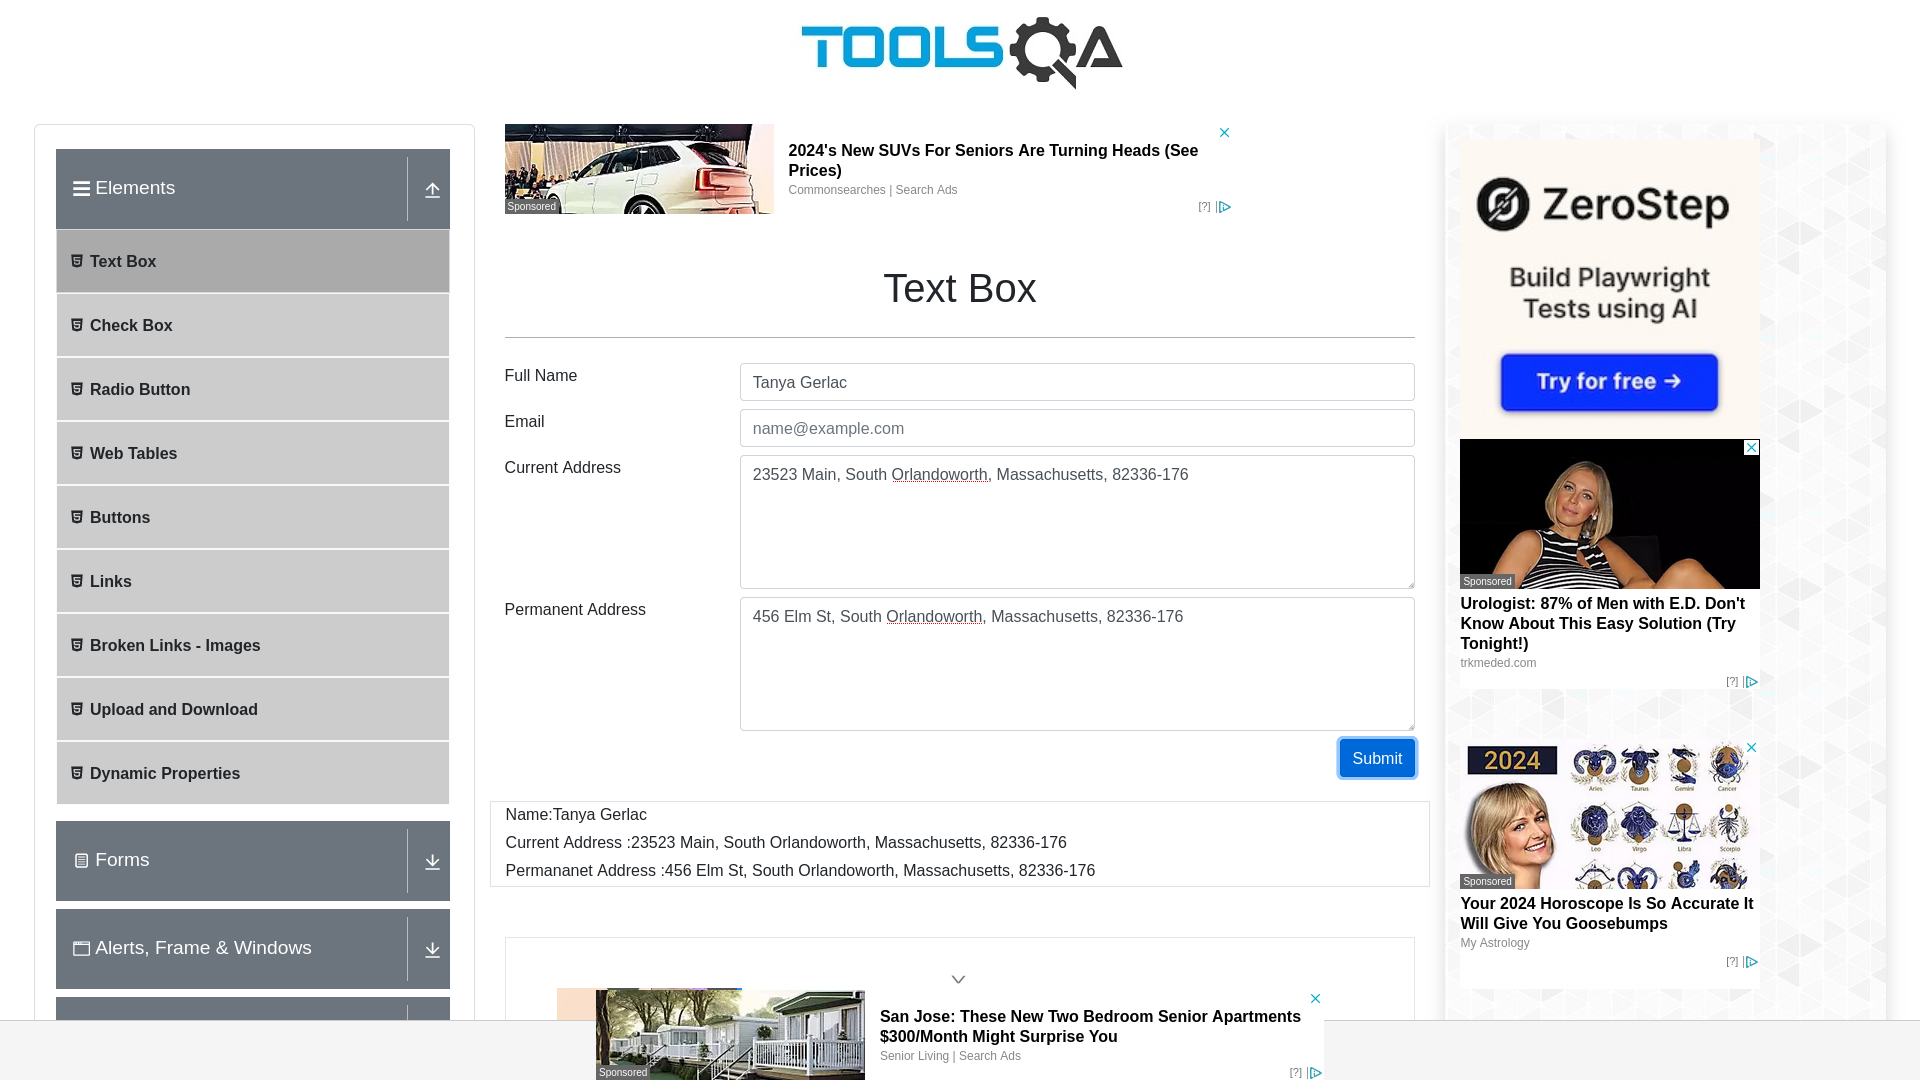 TOOLSQA
Elements
Text Box
Check Box
Radio Button
Web Tables
Buttons
Links
Broken Links - Images
Upload and Download
Dynamic Properties
Forms
Alerts, Frame & Windows
Sponsored
2024's New SUVs For Seniors Are Turning Heads (See
Prices)
Commonsearches | Search Ads
[?]
Text Box
Full Name
Tanya Gerlac
Email
name@example.com
Current Address
23523 Main, South Orlandoworth, Massachusetts, 82336-176
Permanent Address
456 Elm St, South Orlandoworth, Massachusetts, 82336-176
Submit
Name:Tanya Gerlac
Current Address :23523 Main, South Orlandoworth, Massachusetts, 82336-176
Permananet Address :456 Elm St, South Orlandoworth, Massachusetts, 82336-176
Sponsored
San Jose: These New Two Bedroom Senior Apartments
$300/Month Might Surprise You
Senior Living | Search Ads
[?]
ZeroStep
Build Playwright
Tests using AI
Try for free →
Sponsored
Urologist: 87% of Men with E.D. Don't
Know About This Easy Solution (Try
Tonight!)
trkmeded.com
[?]
2024
Aries Taurus Gemini Cancer
Leo Virgo Libra Scorpio
Sponsored
Your 2024 Horoscope Is So Accurate It
Will Give You Goosebumps
My Astrology
[?]